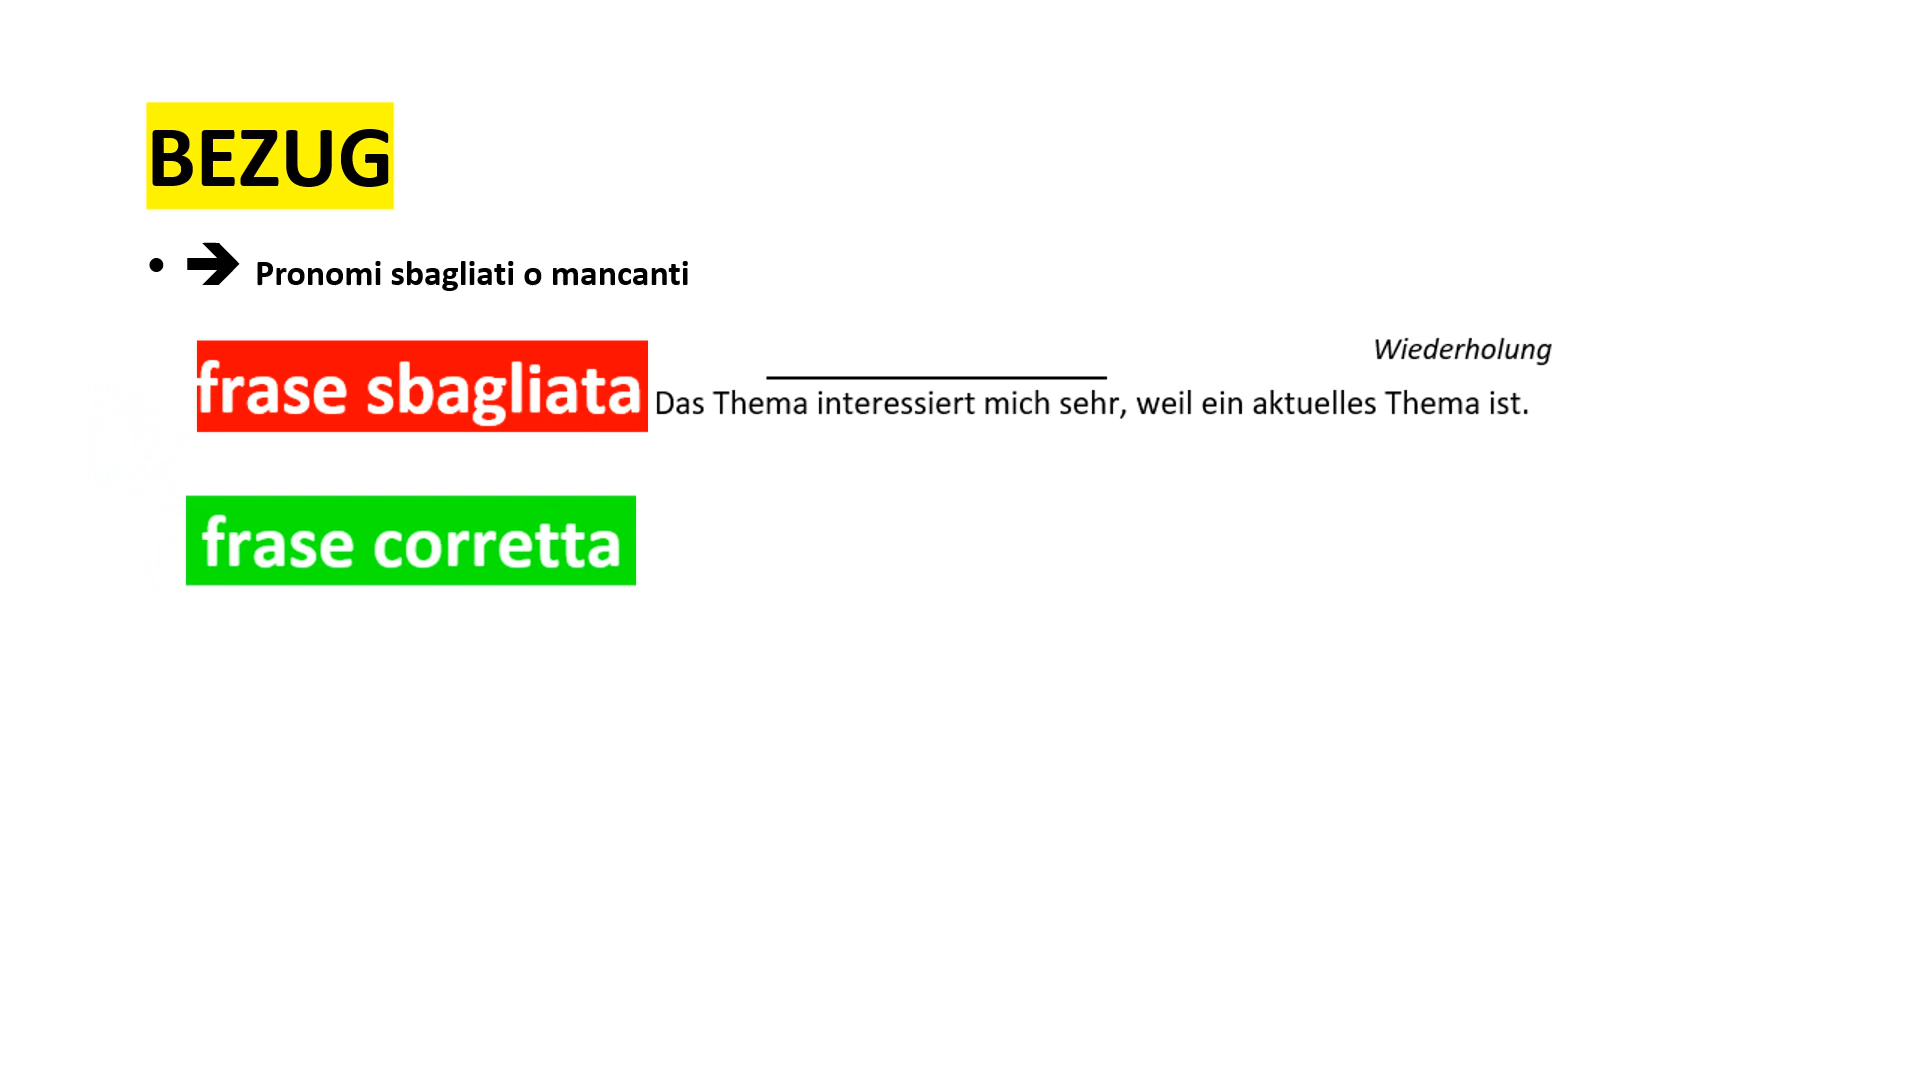 BEZUG
• → Pronomi sbagliati o mancanti
Wiederholung
frase sbagliata Das Thema interessiert mich sehr, weil ein aktuelles Thema ist.
frase corretta